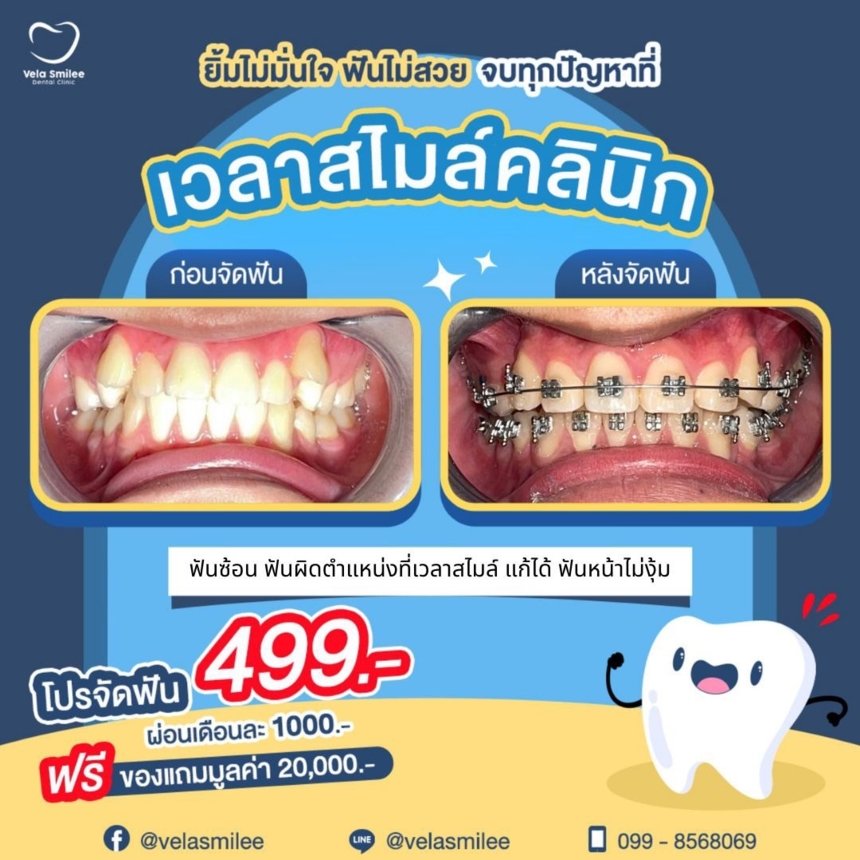 Vela Smilee
Dental Clinic
ยิ้มไม่มั่นใจ ฟันไม่สวย จบทุกปัญหาที่
เวลาสไมล์คลินิก
ก่อนจัดฟัน
หลังจัดฟัน
ฟันซ้อน ฟันผิดตำแหน่งที่เวลาสไมล์ แก้ได้ ฟันหน้าไม่งุ้ม
โปรจัดฟัน 499.-
ผ่อนเดือนละ 1000.-
ฟรี ของแถมมูลค่า 20,000.-
@velasmilee
LINE @velasmilee
099 - 8568069